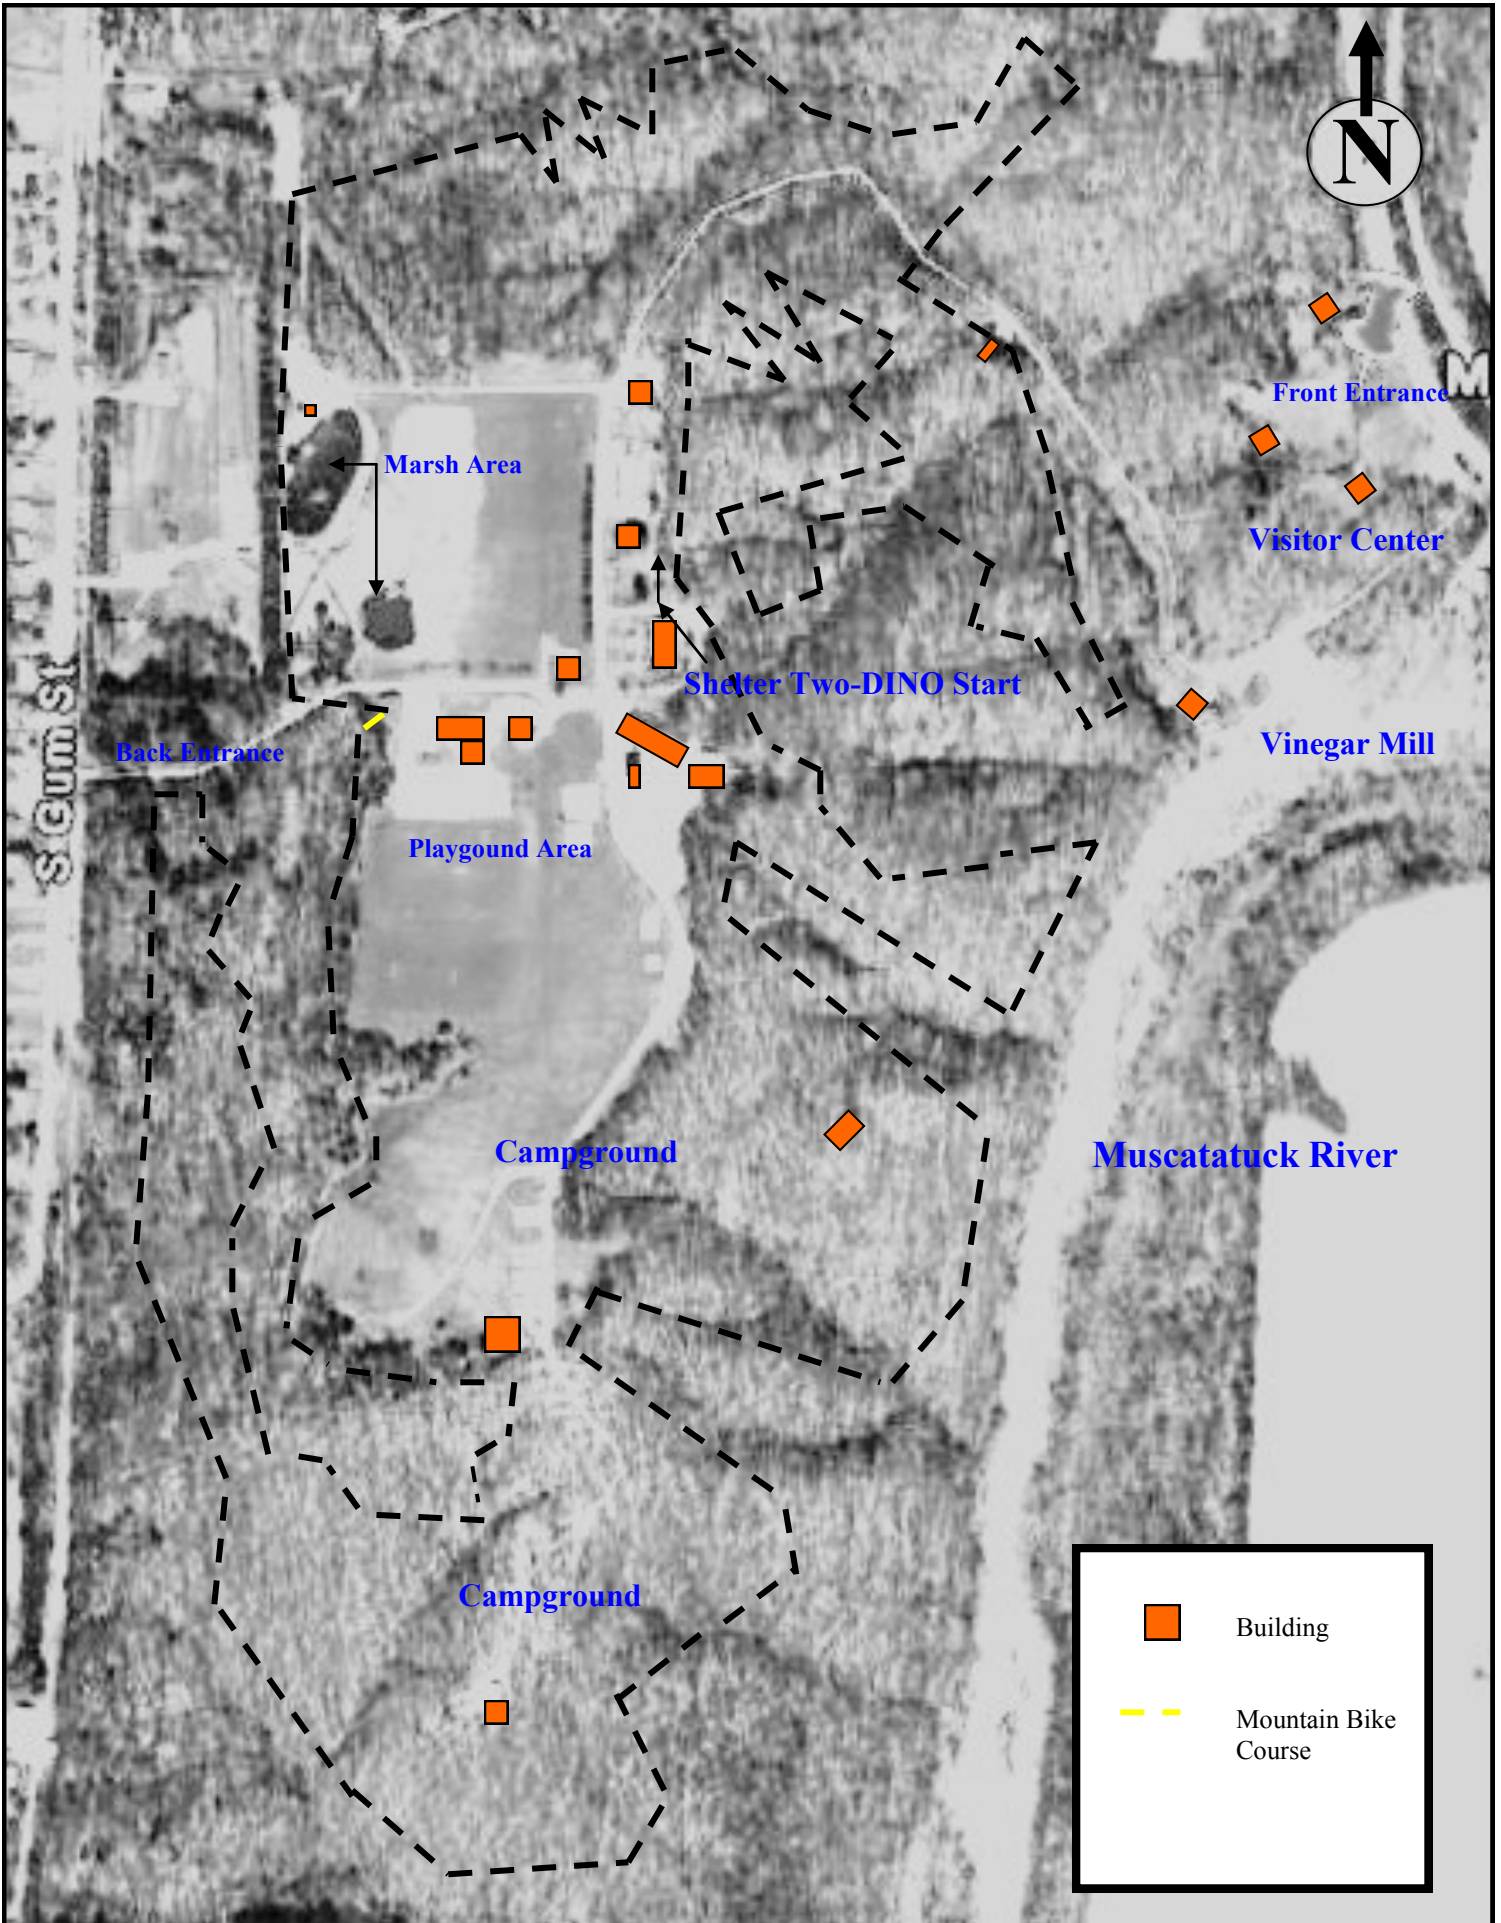 N
M
Front Entrance
Marsh Area
Visitor Center
Shelter Two-DINO Start
Back Entrance
Vinegar Mill
S Gum St
Playgound Area
Campground
Muscatatuck River
Campground
Building
Mountain Bike
Course